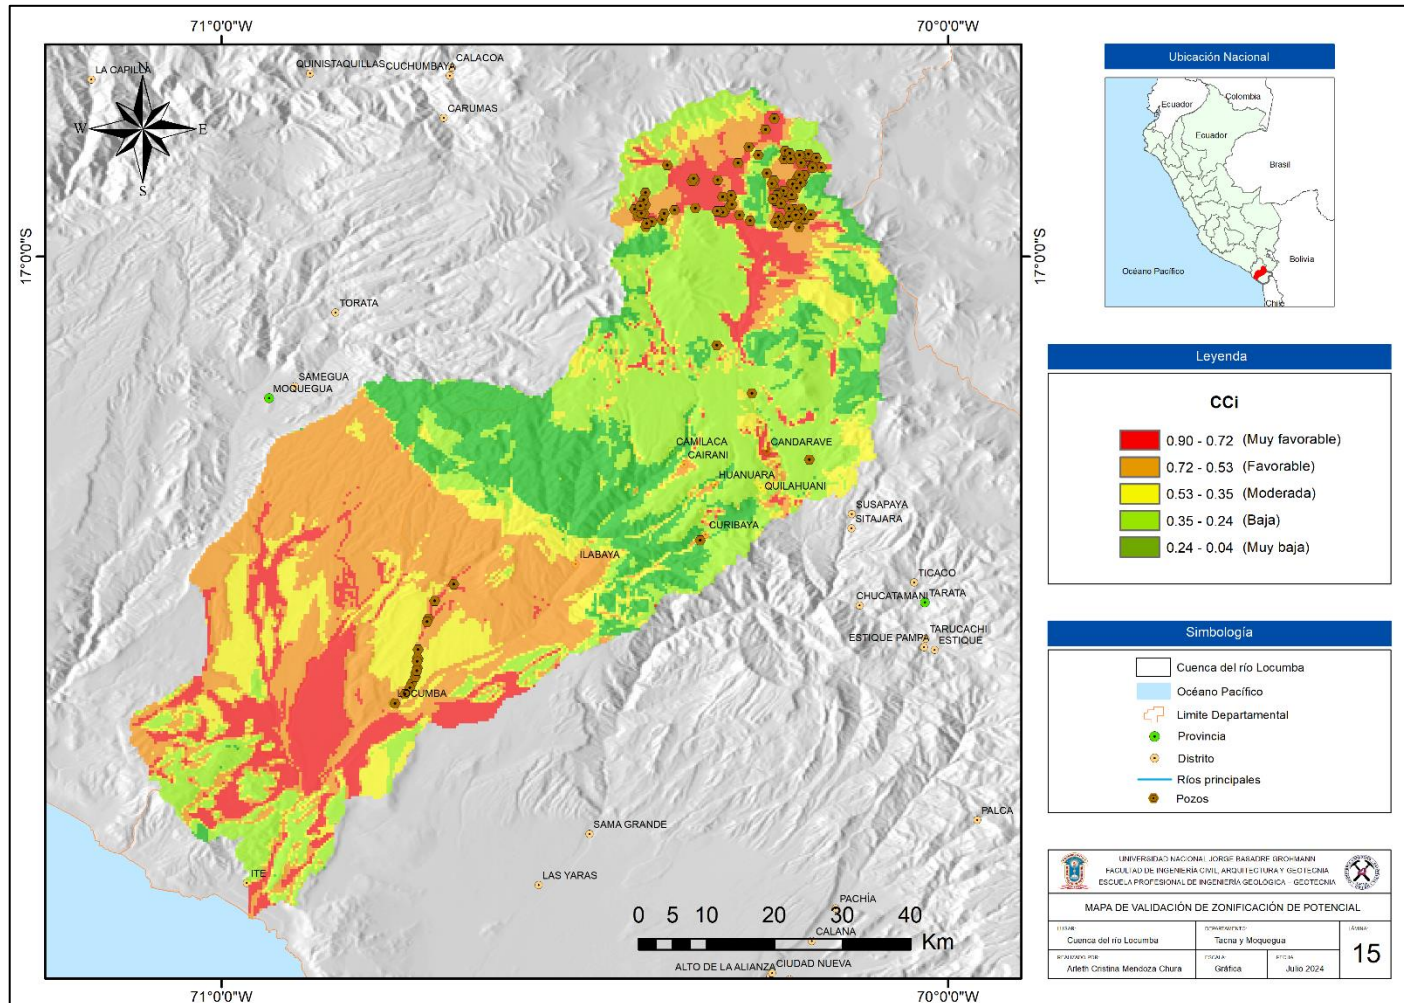 71°0'0"W
70°0'0"W
LA CAPILLA
QUINISTAQUILLAS
CUCHUMBAYA
CALACOA
CARUMAS
N
W
E
S
17°0'0"S
17°0'0"S
TORATA
SAMEGUA
MOQUEGUA
CAMILACA
CANDARAVE
CAIRANI
HUANUARA
QUILAHUANI
SUSAPAYA
SITAJARA
CURIBAYA
ILABAYA
TICACO
CHUCATAMANI
TARATA
TARUCACHI
ESTIQUE PAMPA
ESTIQUE
LOCUMBA
SAMA GRANDE
PALCA
ITE
LAS YARAS
PACHÍA
CALANA
ALTO DE LA ALIANZA
CIUDAD NUEVA
0 5 10 20 30 40
Km
71°0'0"W
70°0'0"W
Ubicación Nacional
Ecuador
Colombia
Ecuador
Brasil
Océano Pacífico
Bolivia
Chile
Leyenda
CCi
0.90 - 0.72 (Muy favorable)
0.72 - 0.53 (Favorable)
0.53 - 0.35 (Moderada)
0.35 - 0.24 (Baja)
0.24 - 0.04 (Muy baja)
Simbología
Cuenca del río Locumba
Océano Pacífico
Limite Departamental
Provincia
Distrito
Ríos principales
Pozos
UNIVERSIDAD NACIONAL JORGE BASADRE GROHMANN
FACULTAD DE INGENIERÍA CIVIL, ARQUITECTURA Y GEOTECNIA
ESCUELA PROFESIONAL DE INGENIERÍA GEOLOGICA - GEOTECNIA
MAPA DE VALIDACIÓN DE ZONIFICACIÓN DE POTENCIAL
LUGAR:
Cuenca del río Locumba
DEPARTAMENTO:
Tacna y Moquegua
LÁMINA:
15
REALIZADO POR:
Arleth Cristina Mendoza Chura
ESCALA:
Gráfica
FECHA:
Julio 2024